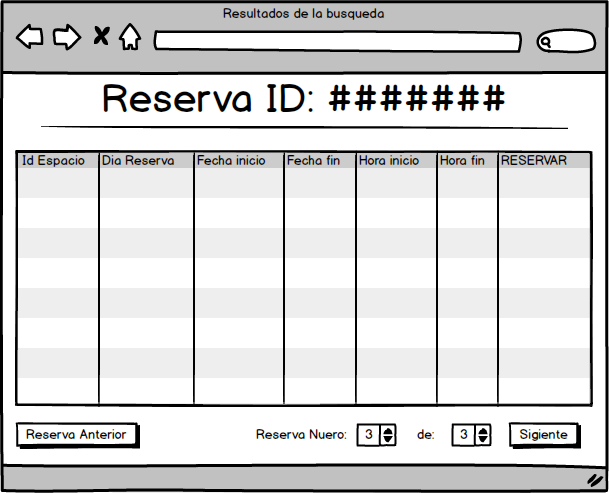 Resultados de la busqueda
Reserva ID: #######
Id Espacio Dia Reserva Fecha inicio Fecha fin Hora inicio Hora fin RESERVAR
Reserva Anterior Reserva Nuero: 3 de: 3 Sigiente